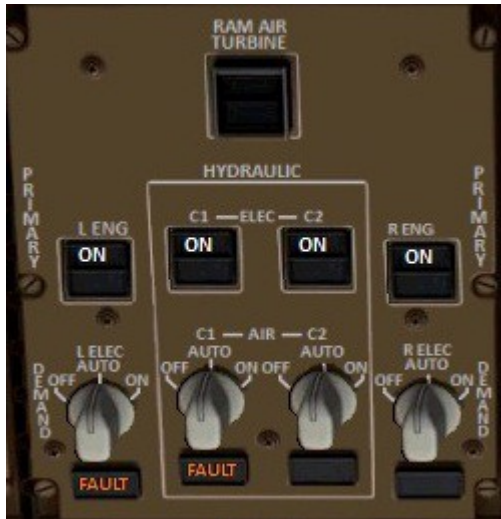 RAM AIR
TURBINE
HYDRAULIC
PRIMARY
PRIMARY
L ENG
C1 ELEC C2
R ENG
ON
ON
ON
ON
C1 AIR C2
DEMAND
L ELEC
AUTO
OFF
ON
AUTO
OFF
ON
AUTO
OFF
ON
R ELEC
AUTO
OFF
ON
DEMAND
FAULT
FAULT